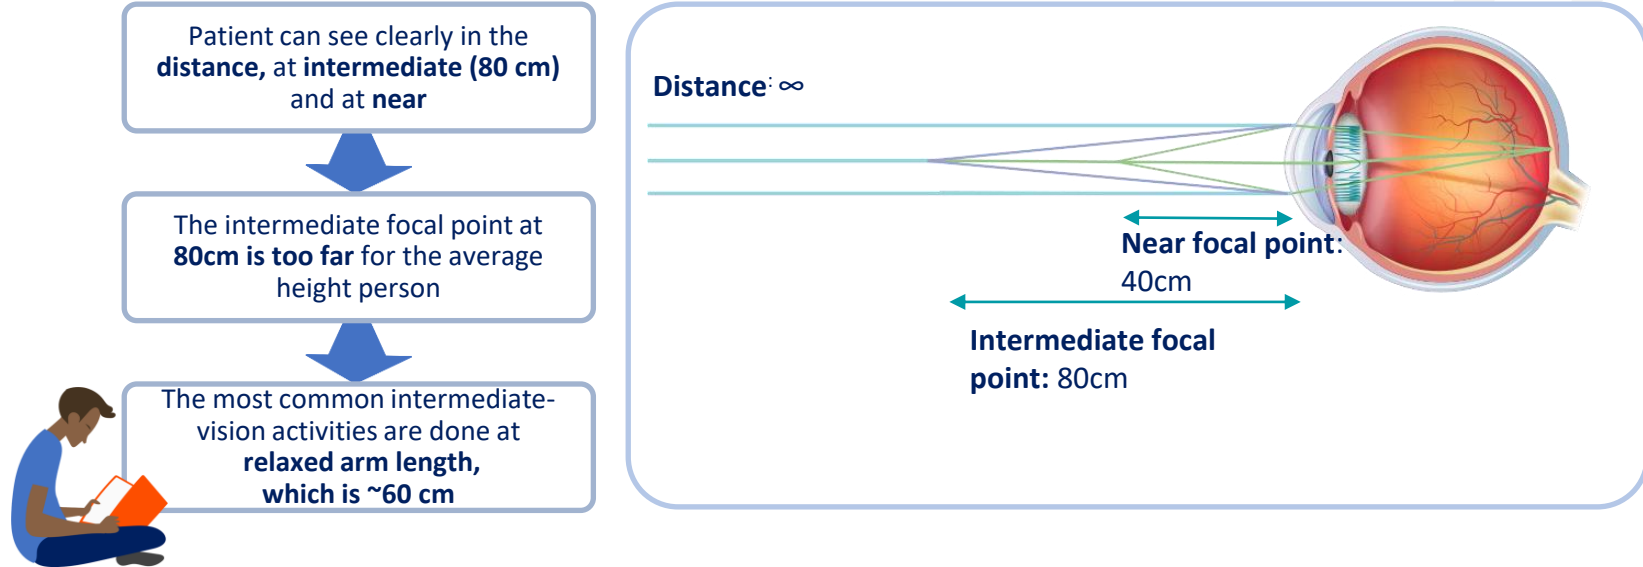 Patient can see clearly in the
distance, at intermediate (80 cm)
and at near
The intermediate focal point at
80cm is too far for the average
height person
The most common intermediate-
vision activities are done at
relaxed arm length,
which is ~60 cm
Distance: ∞
Near focal point:
40cm
Intermediate focal
point: 80cm